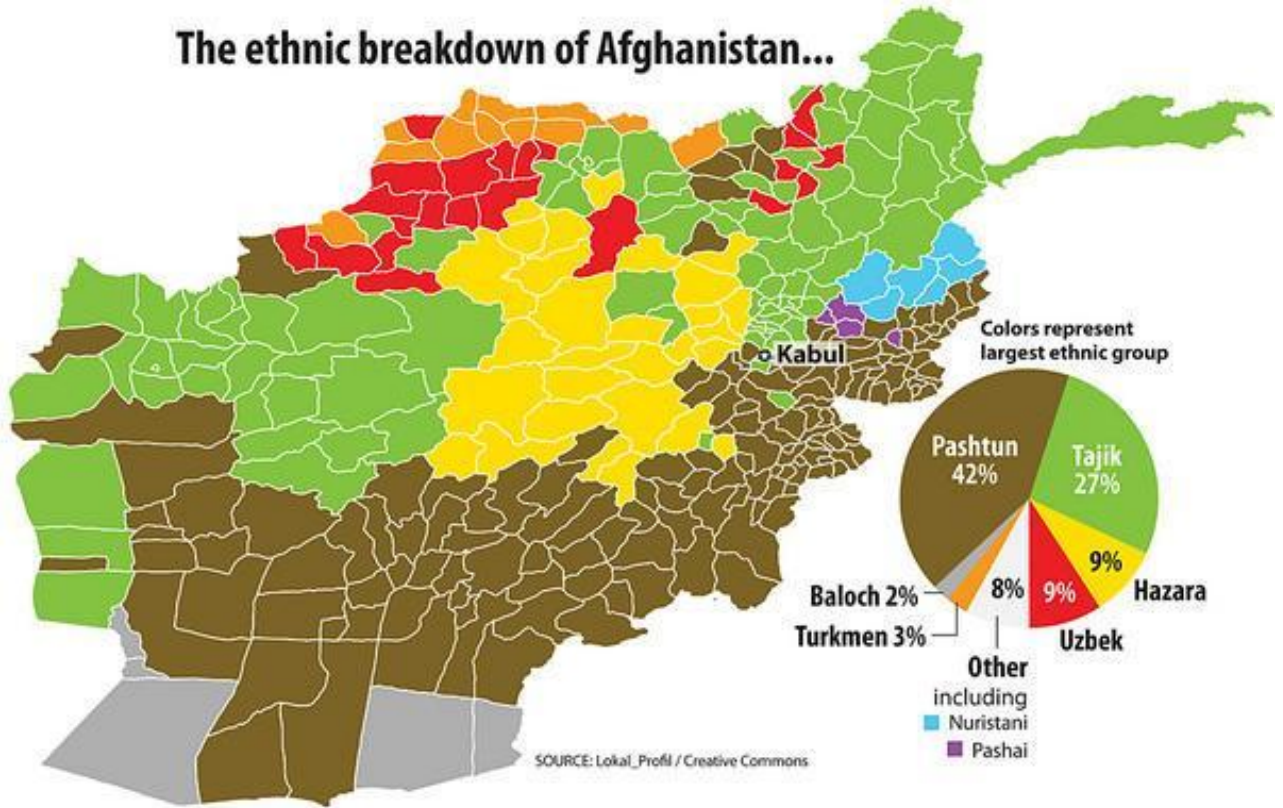 The ethnic breakdown of Afghanistan...
Kabul
Colors represent
largest ethnic group
Pashtun
42%
Tajik
27%
9%
Hazara
9%
Uzbek
8%
Other
including
Nuristani
Pashai
Baloch 2%
Turkmen 3%
SOURCE: Lokal_Profil / Creative Commons